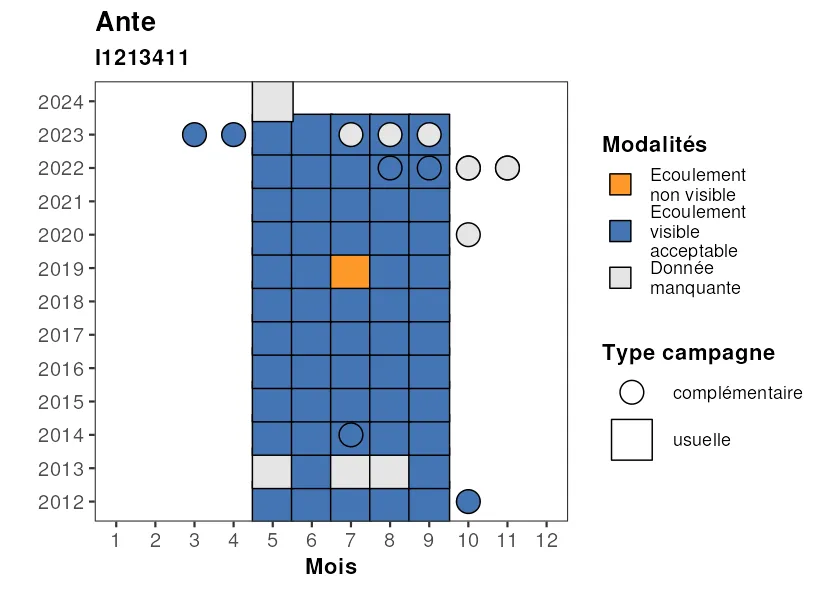 Ante
I1213411
2024
2023
2022
2021
2020
2019
2018
2017
2016
2015
2014
2013
2012
1 2 3 4 5 6 7 8 9 10 11 12
Mois
Modalités
Ecoulement
non visible
Ecoulement
visible
acceptable
Donnée
manquante
Type campagne
complémentaire
usuelle